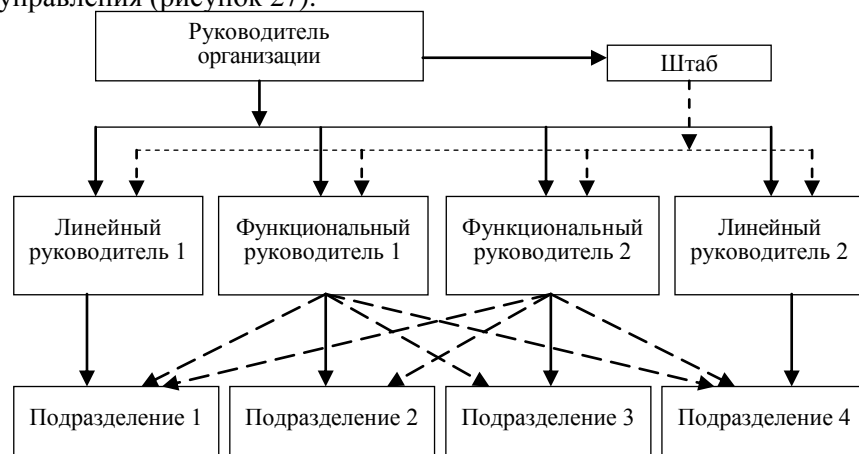 управления (рисунок 27).
Руководитель
организации
Штаб
Линейный
руководитель 1
Функциональный
руководитель 1
Функциональный
руководитель 2
Линейный
руководитель 2
Подразделение 1
Подразделение 2
Подразделение 3
Подразделение 4